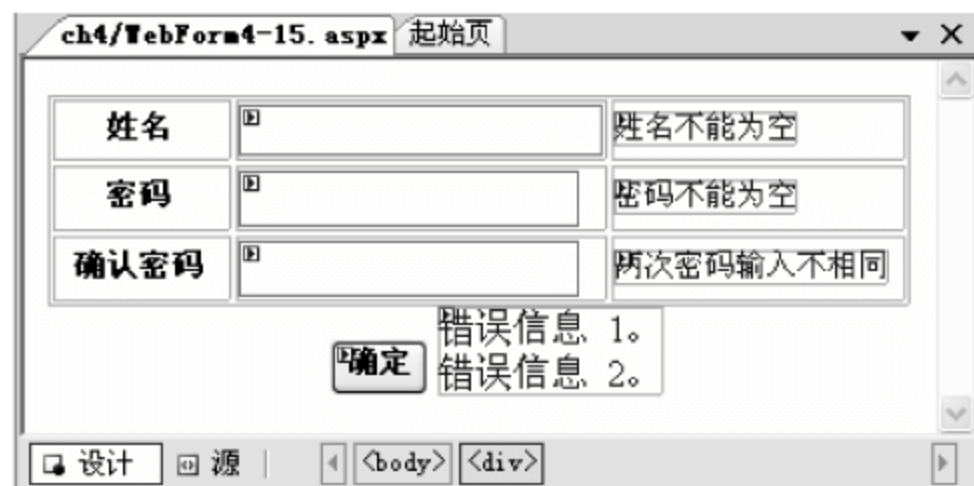 ch4/WebForm4-15.aspx 起始页
姓名 姓名不能为空
密码 密码不能为空
确认密码 两次密码输入不相同
确定
错误信息 1。
错误信息 2。
设计 源 <body> <div>